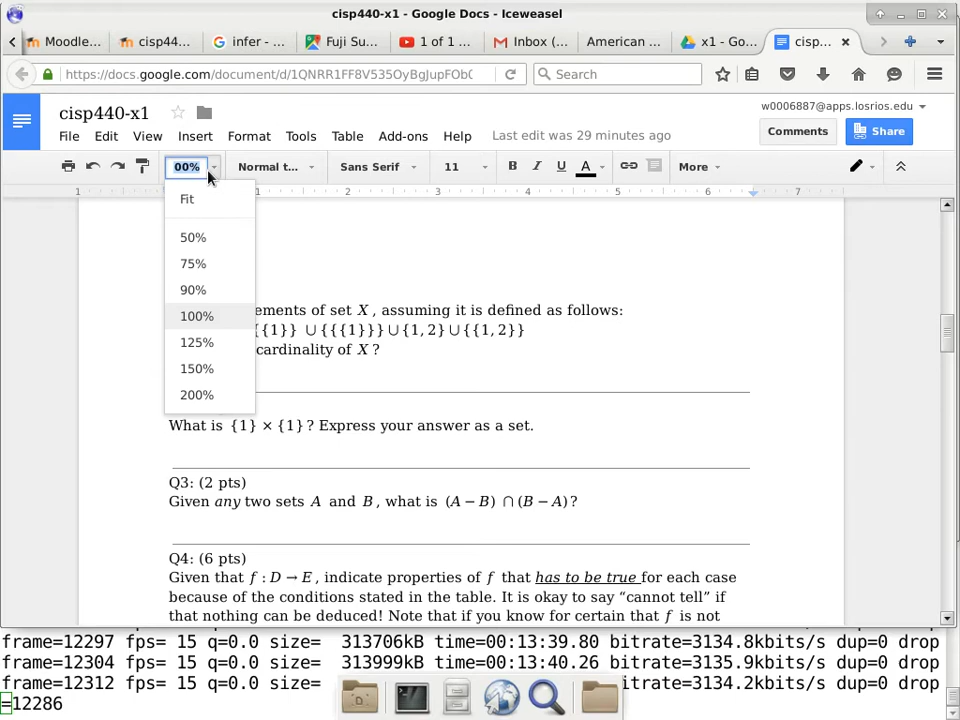 cisp440-x1 - Google Docs - Iceweasel
Moodle... cisp44... infer - ... Fuji Su... 1 of 1 ... Inbox (... American ... x1 - Go... cisp...
https://docs.google.com/document/d/1QNRR1FF8V535OyBgJupFOb( Search
cisp440-x1
w0006887@apps.losrios.edu
File Edit View Insert Format Tools Table Add-ons Help Last edit was 29 minutes ago
Comments Share
00% Normal t... Sans Serif 11 B I U A More
1 1 2 3 4 5 6 7
Fit
50%
75%
90%
100%
125%
150%
200%
ements of set X, assuming it is defined as follows:
{{1}} ∪ {{{1}}} ∪ {1, 2} ∪ {{1, 2}}
cardinality of X?
What is {1} × {1}? Express your answer as a set.
Q3: (2 pts)
Given any two sets A and B, what is (A − B) ∩ (B − A)?
Q4: (6 pts)
Given that f : D → E, indicate properties of f that has to be true for each case
because of the conditions stated in the table. It is okay to say “cannot tell” if
that nothing can be deduced! Note that if you know for certain that f is not
frame=12297 fps= 15 q=0.0 size= 313706kB time=00:13:39.80 bitrate=3134.8kbits/s dup=0 drop
frame=12304 fps= 15 q=0.0 size= 313999kB time=00:13:40.26 bitrate=3135.9kbits/s dup=0 drop
frame=12312 fps= 15 q=0.0 size= bitrate=3134.2kbits/s dup=0 drop
=12286